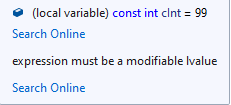 (local variable) const int cInt = 99
Search Online
expression must be a modifiable lvalue
Search Online